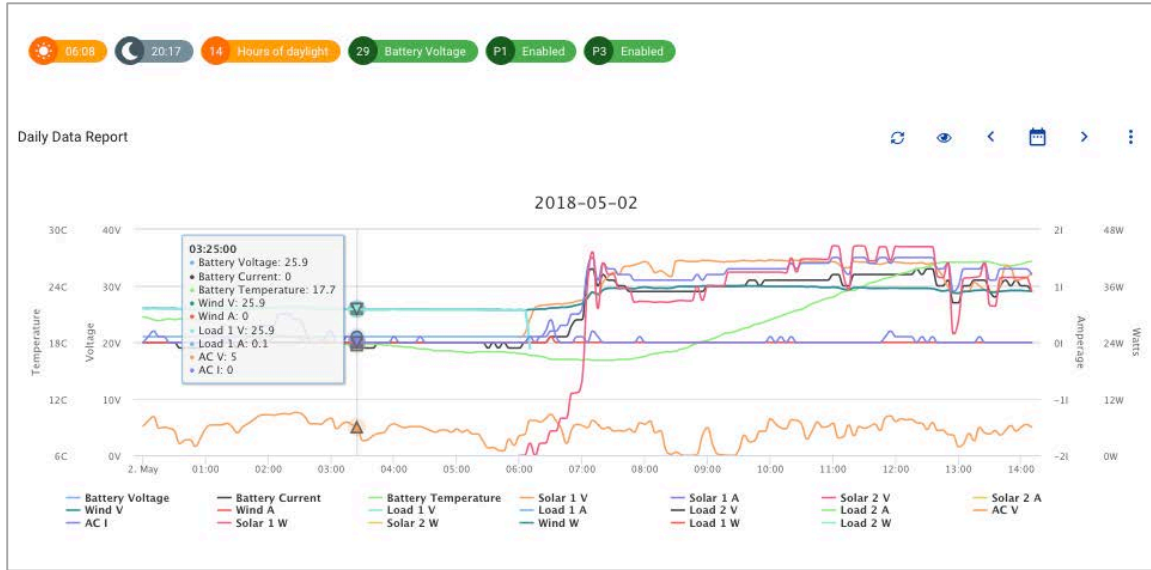 06:08 20:17 14 Hours of daylight 29 Battery Voltage P1 Enabled P3 Enabled
Daily Data Report
2018-05-02
30C 40V 2I 48W
24C 30V 1I 36W
18C 20V 0I 24W
12C 10V -1I 12W
6C 0V -2I 0W
Temperature
Voltage
Amperage
Watts
03:25:00
Battery Voltage: 25.9
Battery Current: 0
Battery Temperature: 17.7
Wind V: 25.9
Wind A: 0
Load 1 V: 25.9
Load 1 A: 0.1
AC V: 5
AC I: 0
2. May 01:00 02:00 03:00 04:00 05:00 06:00 07:00 08:00 09:00 10:00 11:00 12:00 13:00 14:00
Battery Voltage Battery Current Battery Temperature Solar 1 V Solar 1 A Solar 2 V Solar 2 A
Wind V Wind A Load 1 V Load 1 A Load 2 V Load 2 A AC V
AC I Solar 1 W Solar 2 W Wind W Load 1 W Load 2 W